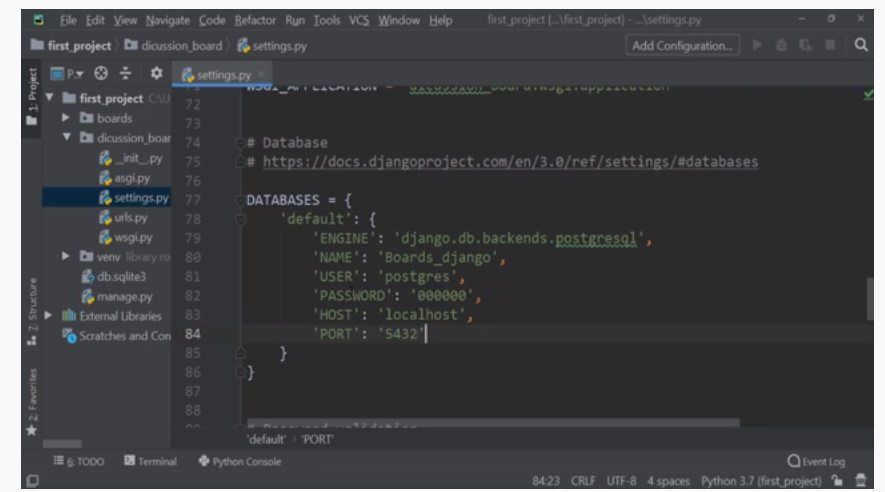 File Edit View Navigate Code Refactor Run Tools VCS Window Help first_project [...\first_project] - ...\settings.py
first_project dicussion_board settings.py Add Configuration...
1: Project
P..
settings.py
first_project C:\U
boards
dicussion_boar
__init__.py
asgi.py
settings.py
urls.py
wsgi.py
venv library ro
db.sqlite3
manage.py
External Libraries
Scratches and Con
Z: Structure
2: Favorites
72
73
74 # Database
75 # https://docs.djangoproject.com/en/3.0/ref/settings/#databases
76
77 DATABASES = {
78 'default': {
79 'ENGINE': 'django.db.backends.postgresql',
80 'NAME': 'Boards_django',
81 'USER': 'postgres',
82 'PASSWORD': '000000',
83 'HOST': 'localhost',
84 'PORT': '5432'
85 }
86 }
87
88
'default' › 'PORT'
6: TODO Terminal Python Console Event Log
84:23 CRLF UTF-8 4 spaces Python 3.7 (first_project)